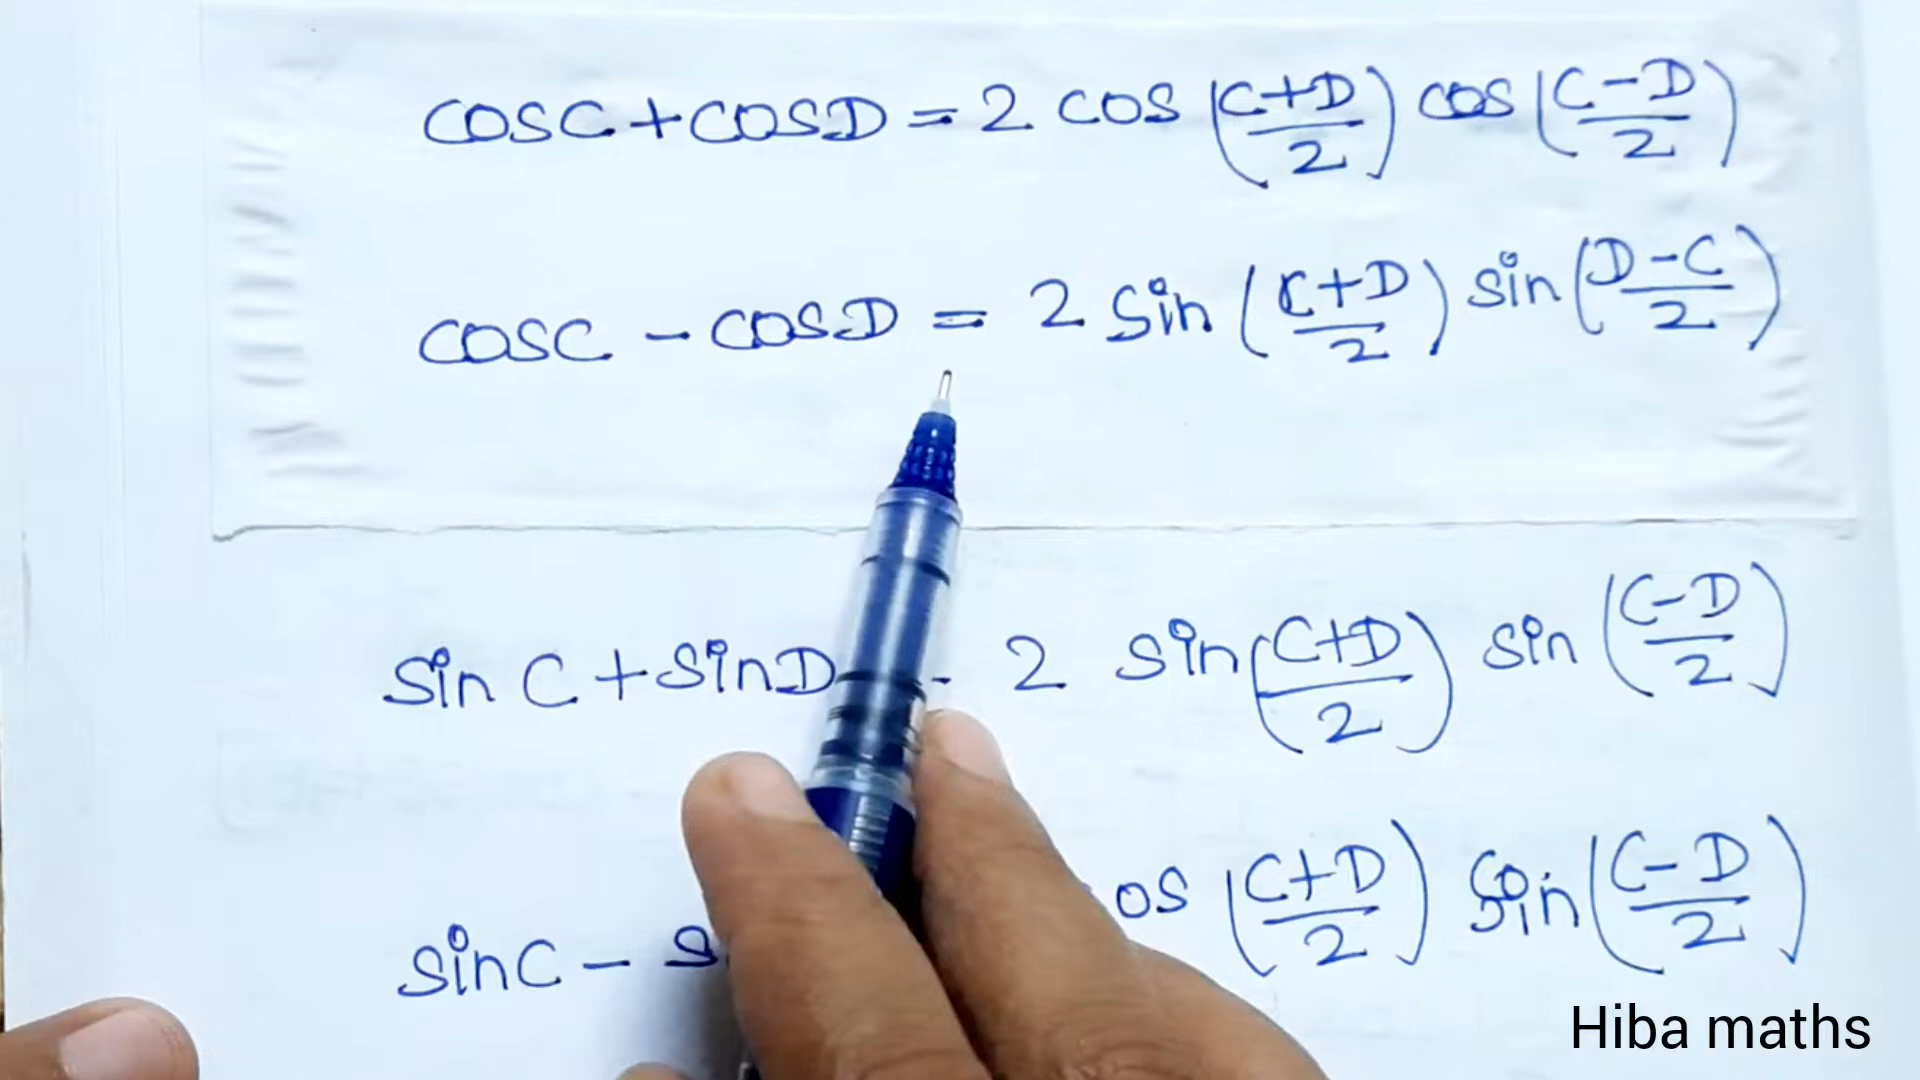 cosC + cosD = 2 cos ((C+D)/2) cos ((C-D)/2)
cosC - cosD = 2 sin ((C+D)/2) sin ((D-C)/2)
sin C + sinD 2 sin ((C+D)/2) sin ((C-D)/2)
sinC - s os ((C+D)/2) sin ((C-D)/2)
Hiba maths